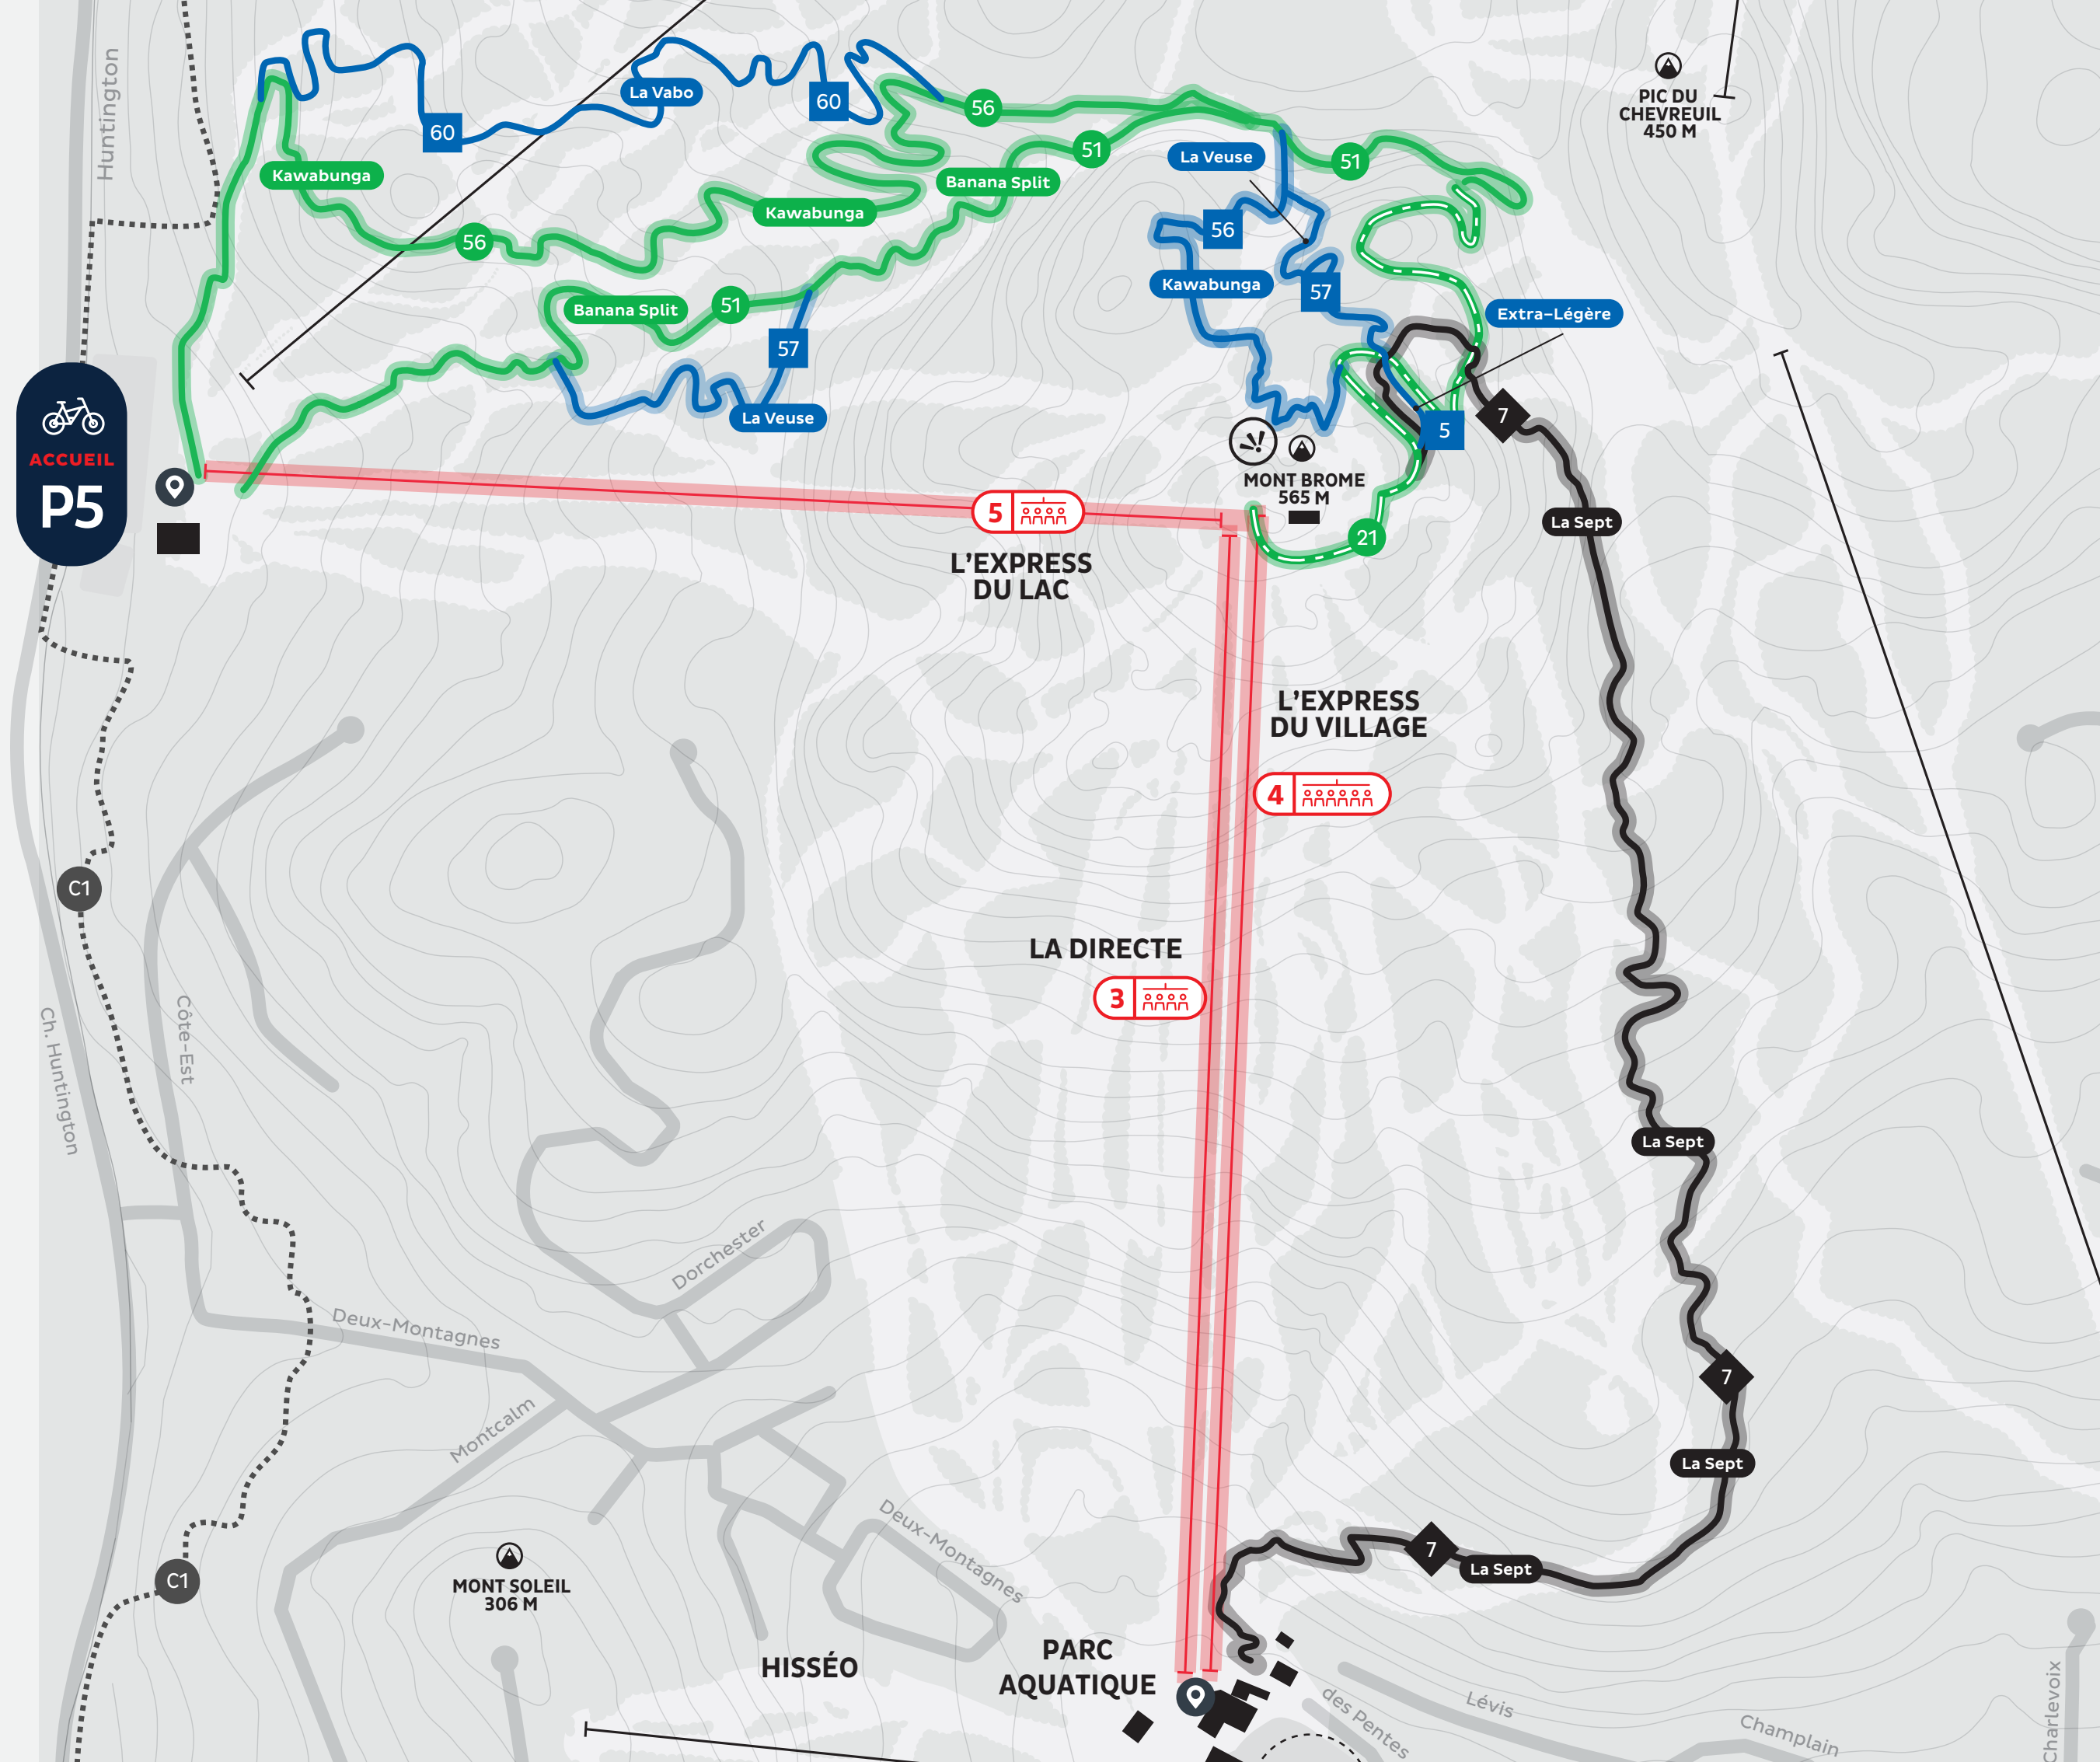 Huntington
La Vabo
60
60
56
PIC DU
CHEVREUIL
450 M
51
La Veuse
51
Kawabunga
Banana Split
Kawabunga
56
56
Kawabunga
57
Extra-Légère
51
Banana Split
57
La Veuse
5
7
ACCUEIL
P5
MONT BROME
565 M
5
L'EXPRESS
DU LAC
21
La Sept
L'EXPRESS
DU VILLAGE
4
C1
LA DIRECTE
3
Côte-Est
Ch. Huntington
La Sept
Dorchester
Deux-Montagnes
7
Montcalm
La Sept
Deux-Montagnes
7
La Sept
C1
MONT SOLEIL
306 M
HISSÉO
PARC
AQUATIQUE
des Pentes
Lévis
Champlain
Charlevoix